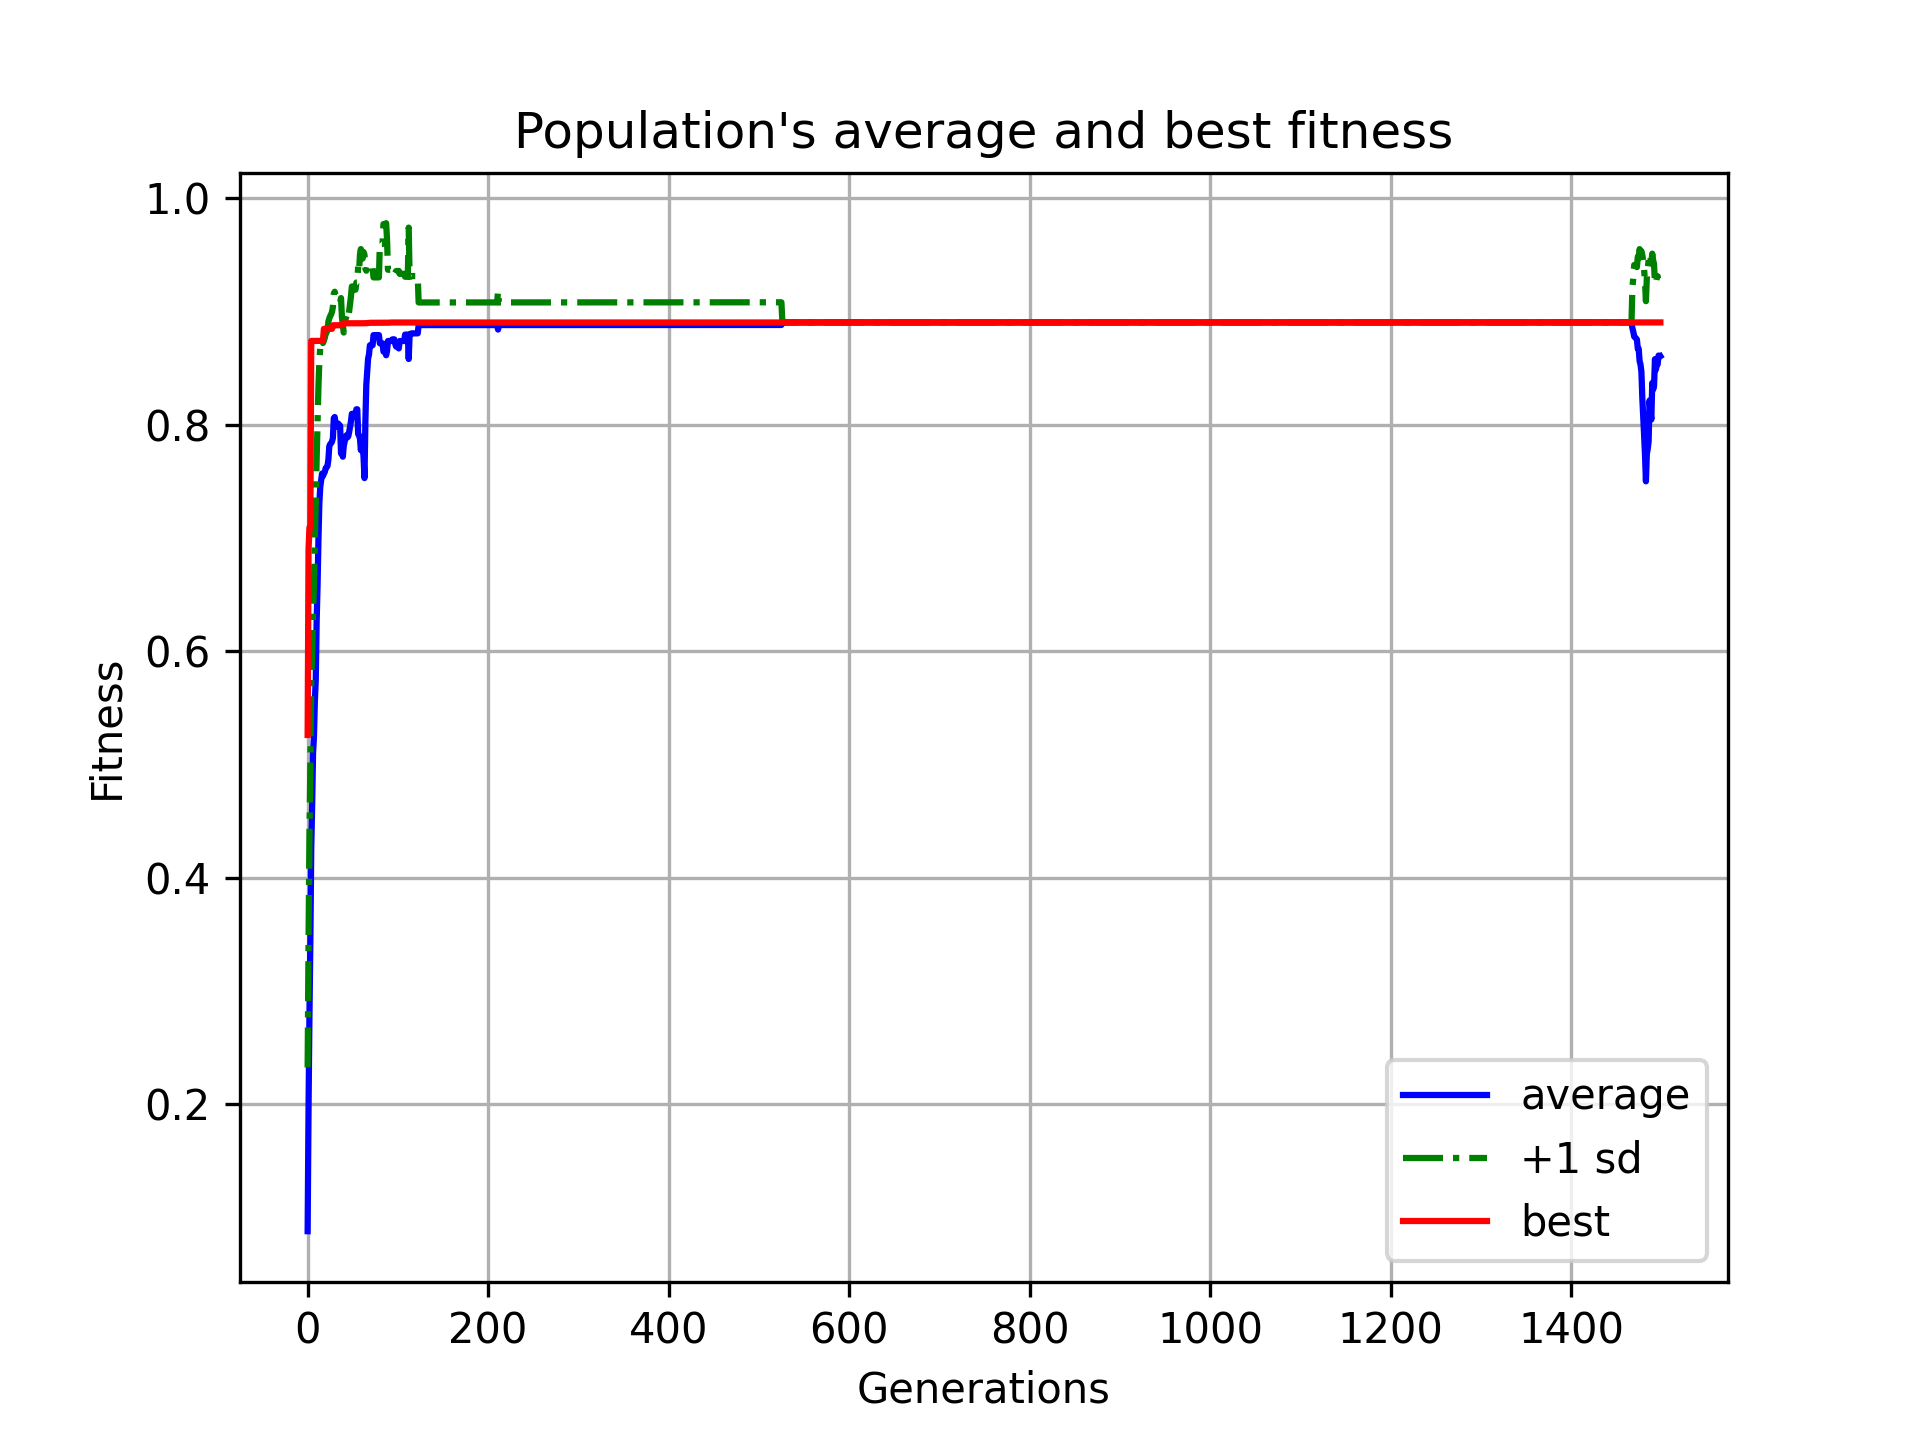 Population's average and best fitness
1.0
0.8
0.6
0.4
0.2
Fitness
0 200 400 600 800 1000 1200 1400
Generations
average
+1 sd
best